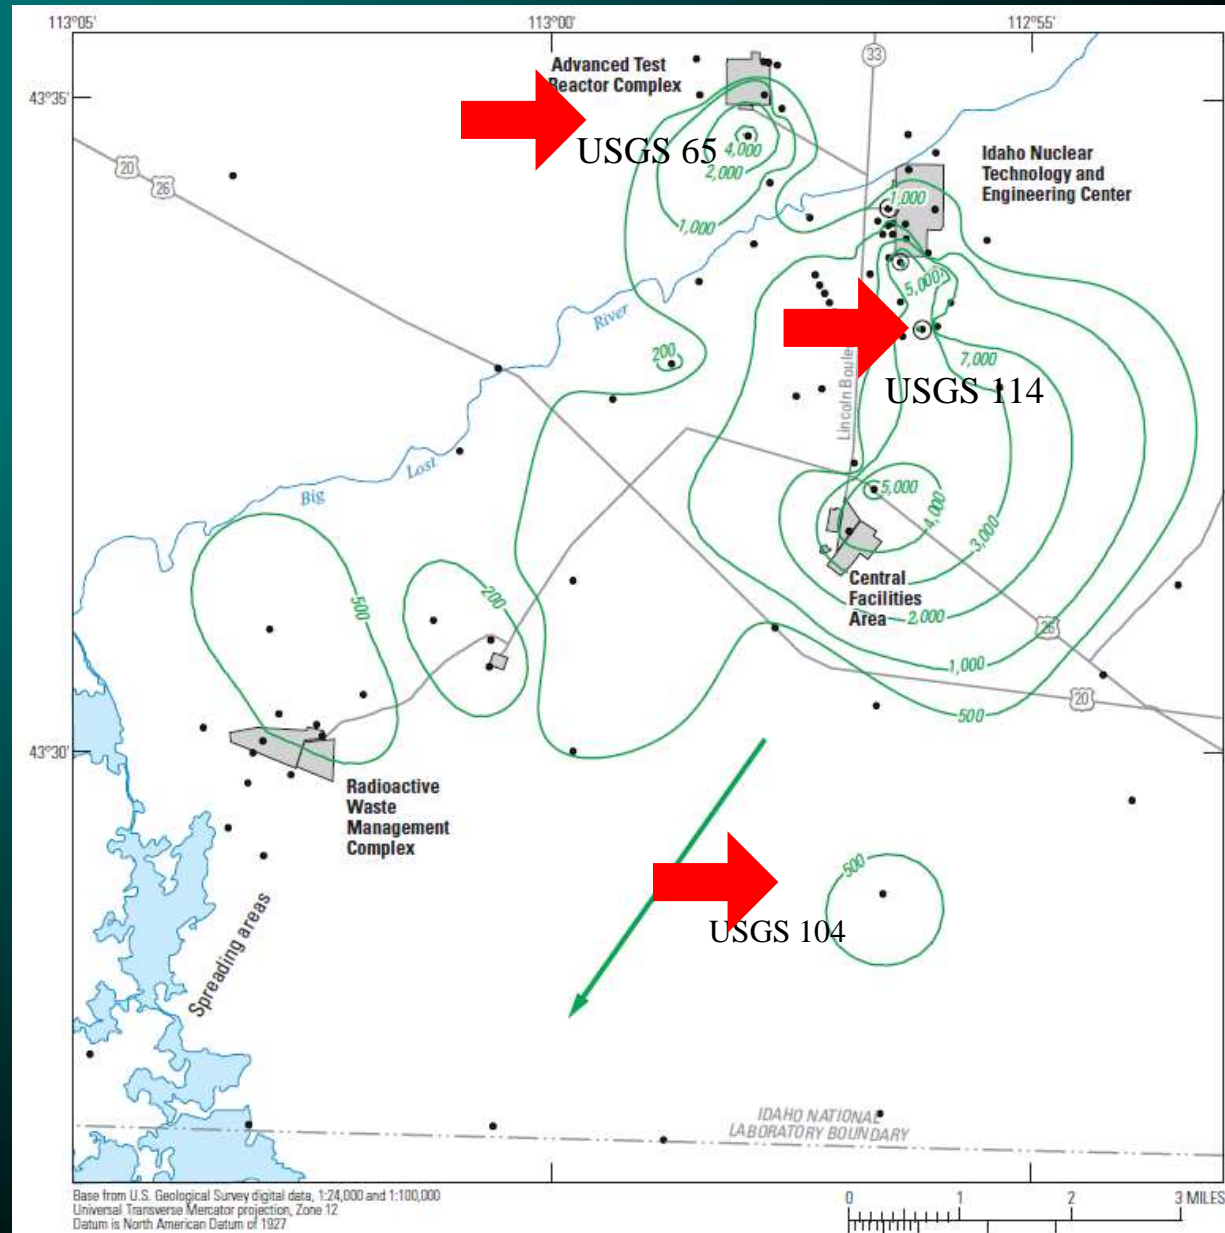 113°05'
113°00'
112°55'
43°35'
43°30'
Advanced Test
Reactor Complex
33
USGS 65
4,000
2,000
1,000
Idaho Nuclear
Technology and
Engineering Center
1,000
20
26
5,000
River
200
7,000
USGS 114
Lincoln Boule
Lost
Big
5,000
4,000
3,000
Central
Facilities
Area
2,000
26
1,000
20
500
500
200
Radioactive
Waste
Management
Complex
Spreading areas
500
USGS 104
IDAHO NATIONAL
LABORATORY BOUNDARY
Base from U.S. Geological Survey digital data, 1:24,000 and 1:100,000
Universal Transverse Mercator projection, Zone 12
Datum is North American Datum of 1927
0 1 2 3 MILES